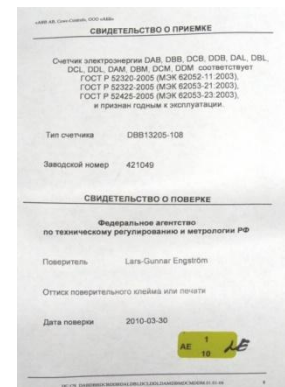 «АВВ АВ, Cewe-Control», ООО «АББ»
СВИДЕТЕЛЬСТВО О ПРИЕМКЕ
Счетчик электроэнергии DAB, DBB, DCB, DDB, DAL, DBL,
DCL, DDL, DAM, DBM, DCM, DDM соответствует
ГОСТ Р 52320-2005 (МЭК 62052-11:2003),
ГОСТ Р 52322-2005 (МЭК 62053-21:2003),
ГОСТ Р 52425-2005 (МЭК 62053-23:2003),
и признан годным к эксплуатации.
Тип счетчика DBB13205-108
Заводской номер 421049
СВИДЕТЕЛЬСТВО О ПОВЕРКЕ
Федеральное агентство
по техническому регулированию и метрологии РФ
Поверитель Lars-Gunnar Engström
Оттиск поверительного клейма или печати
Дата поверки 2010-03-30
AE 1
10